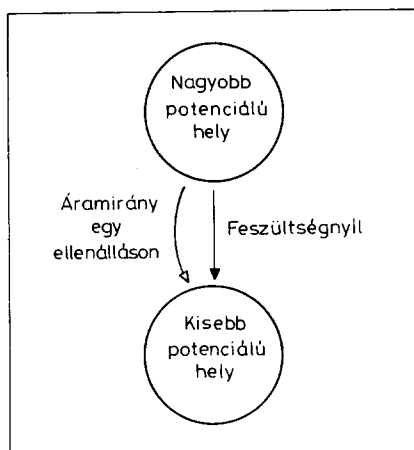 Nagyobb
potenciálú
hely
Áramirány
egy
ellenálláson
Feszültségnyíl
Kisebb
potenciálú
hely